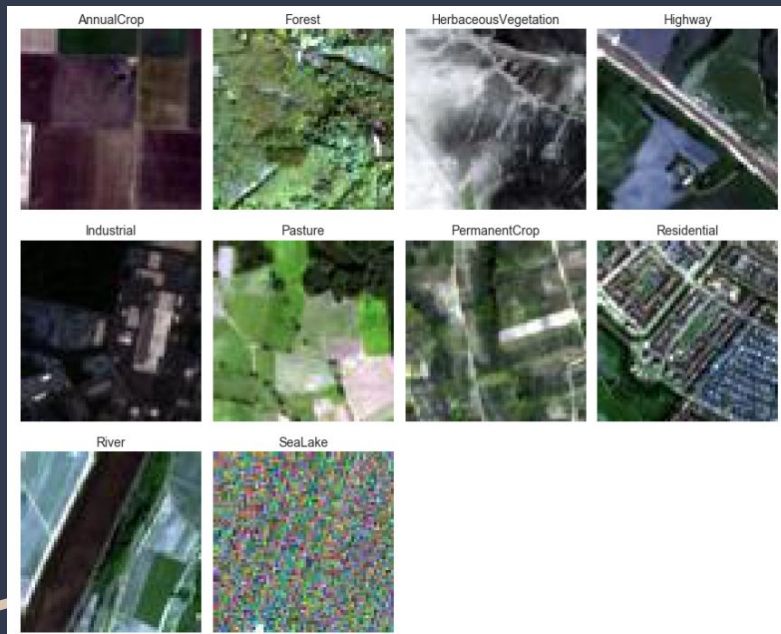 AnnualCrop
Forest
HerbaceousVegetation
Highway
Industrial
Pasture
PermanentCrop
Residential
River
SeaLake